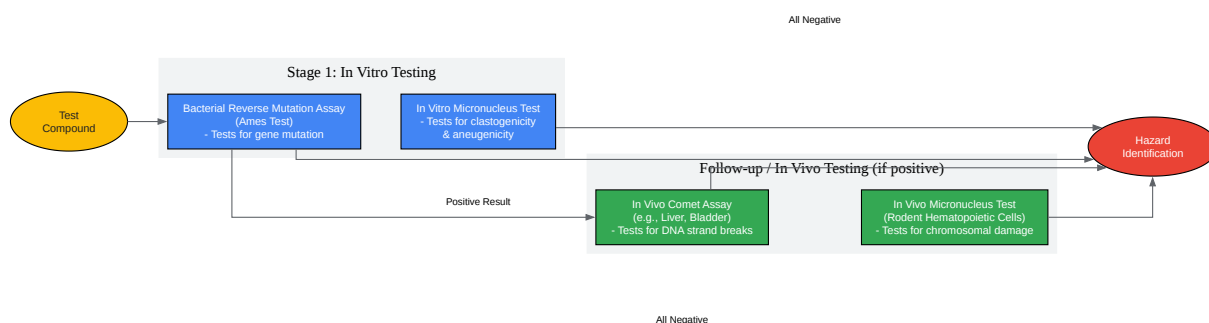 All Negative
Stage 1: In Vitro Testing
Test
Compound
Bacterial Reverse Mutation Assay
(Ames Test)
- Tests for gene mutation
In Vitro Micronucleus Test
- Tests for clastogenicity
& aneugenicity
Hazard
Identification
Follow-up / In Vivo Testing (if positive)
Positive Result
In Vivo Comet Assay
(e.g., Liver, Bladder)
- Tests for DNA strand breaks
In Vivo Micronucleus Test
(Rodent Hematopoietic Cells)
- Tests for chromosomal damage
All Negative